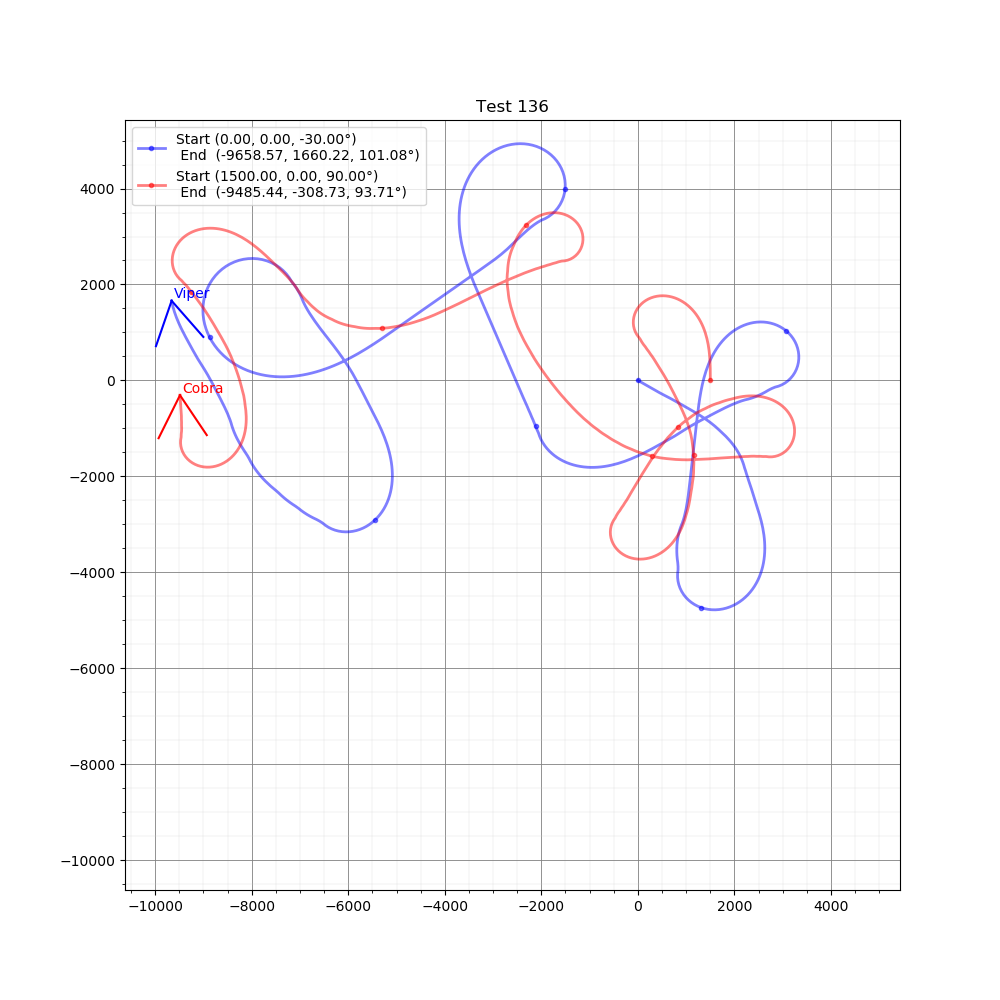 Test 136
Start (0.00, 0.00, -30.00°)
End  (-9658.57, 1660.22, 101.08°)
Start (1500.00, 0.00, 90.00°)
End  (-9485.44, -308.73, 93.71°)
4000
2000
0
−2000
−4000
−6000
−8000
−10000
Viper
Cobra
−10000
−8000
−6000
−4000
−2000
0
2000
4000